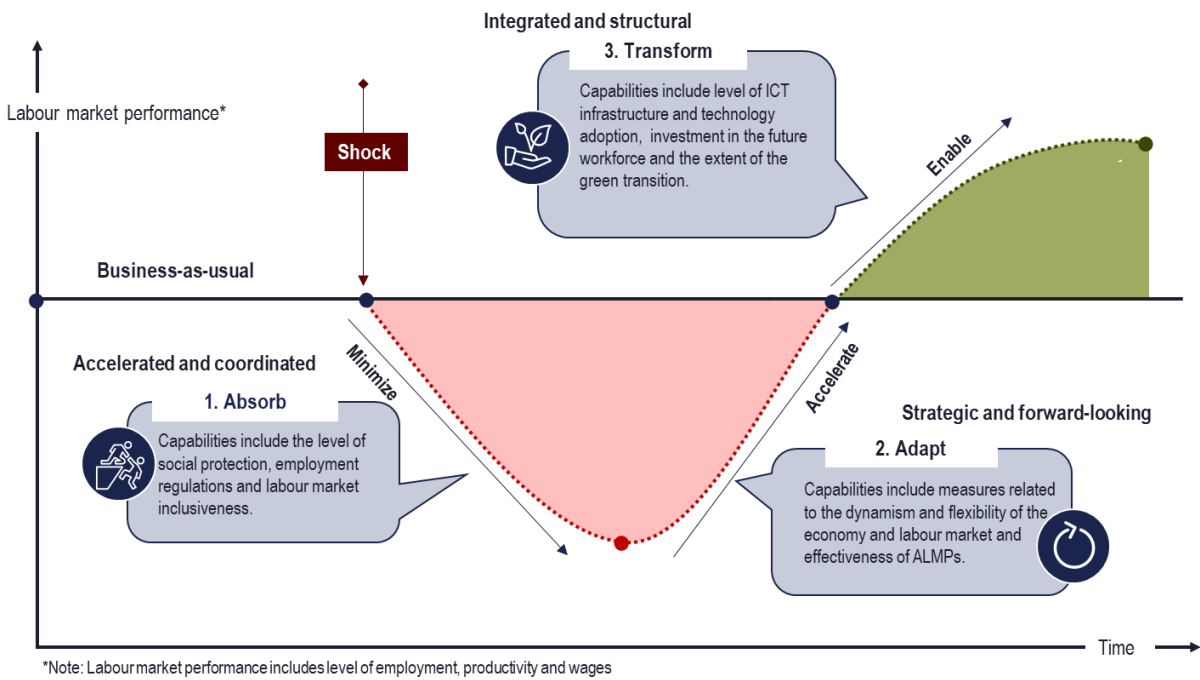 Integrated and structural
3. Transform
Capabilities include level of ICT
infrastructure and technology
adoption, investment in the future
workforce and the extent of the
green transition.
Labour market performance*
Shock
Enable
Business-as-usual
Accelerated and coordinated
Minimize
1. Absorb
Capabilities include the level of
social protection, employment
regulations and labour market
inclusiveness.
Accelerate
Strategic and forward-looking
2. Adapt
Capabilities include measures related
to the dynamism and flexibility of the
economy and labour market and
effectiveness of ALMPs.
Time
*Note: Labour market performance includes level of employment, productivity and wages